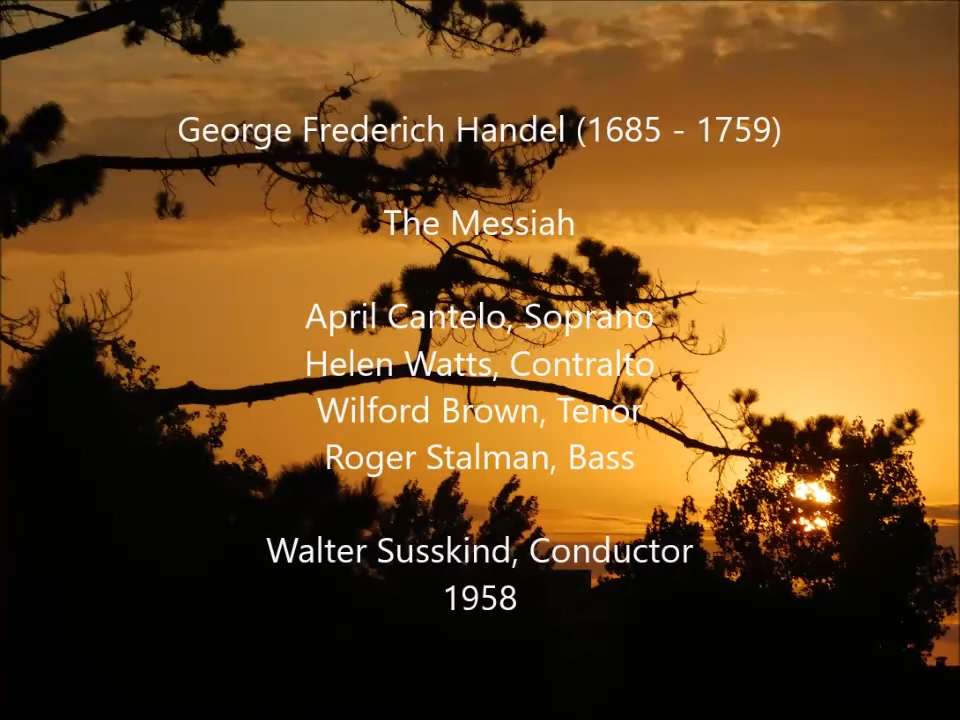 George Frederich Handel (1685 - 1759)
The Messiah
April Cantelo, Soprano
Helen Watts, Contralto
Wilford Brown, Tenor
Roger Stalman, Bass
Walter Susskind, Conductor
1958